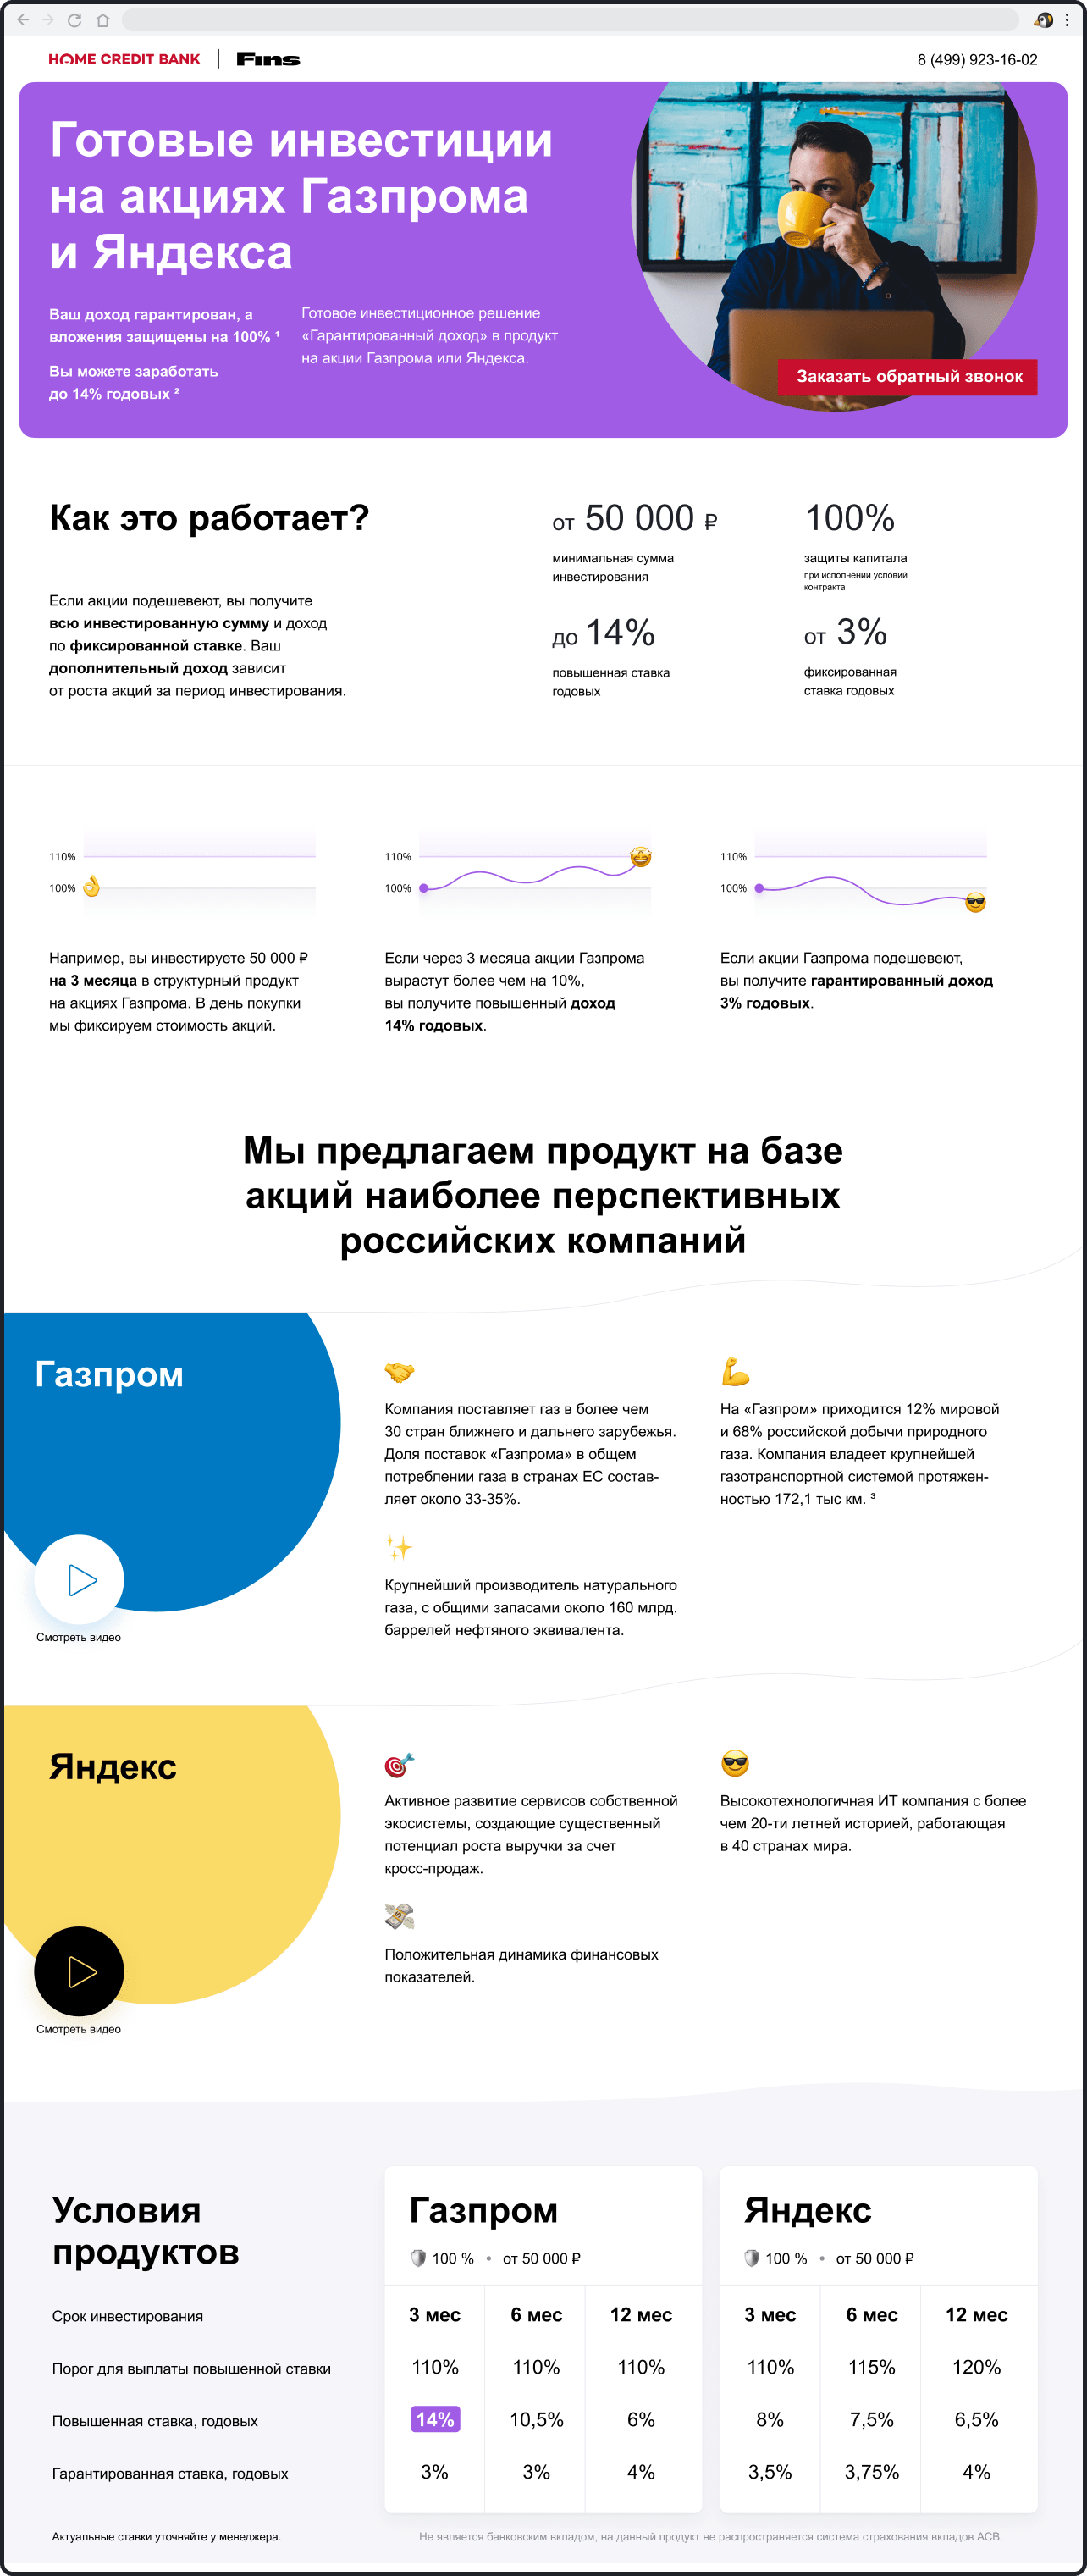 HOME CREDIT BANK
Fins
8 (499) 923-16-02
Готовые инвестиции
на акциях Газпрома
и Яндекса
Ваш доход гарантирован, а
вложения защищены на 100% ¹
Вы можете заработать
до 14% годовых ²
Готовое инвестиционное решение
«Гарантированный доход» в продукт
на акции Газпрома или Яндекса.
Заказать обратный звонок
Как это работает?
Если акции подешевеют, вы получите
всю инвестированную сумму и доход
по фиксированной ставке. Ваш
дополнительный доход зависит
от роста акций за период инвестирования.
от 50 000 ₽
минимальная сумма
инвестирования
100%
защиты капитала
при исполнении условий
контракта
до 14%
повышенная ставка
годовых
от 3%
фиксированная
ставка годовых
110%
100%
Например, вы инвестируете 50 000 ₽
на 3 месяца в структурный продукт
на акциях Газпрома. В день покупки
мы фиксируем стоимость акций.
110%
100%
Если через 3 месяца акции Газпрома
вырастут более чем на 10%,
вы получите повышенный доход
14% годовых.
110%
100%
Если акции Газпрома подешевеют,
вы получите гарантированный доход
3% годовых.
Мы предлагаем продукт на базе
акций наиболее перспективных
российских компаний
Газпром
Смотреть видео
Компания поставляет газ в более чем
30 стран ближнего и дальнего зарубежья.
Доля поставок «Газпрома» в общем
потреблении газа в странах ЕС состав-
ляет около 33-35%.
На «Газпром» приходится 12% мировой
и 68% российской добычи природного
газа. Компания владеет крупнейшей
газотранспортной системой протяжен-
ностью 172,1 тыс км. ³
Крупнейший производитель натурального
газа, с общими запасами около 160 млрд.
баррелей нефтяного эквивалента.
Яндекс
Смотреть видео
Активное развитие сервисов собственной
экосистемы, создающие существенный
потенциал роста выручки за счет
кросс-продаж.
Высокотехнологичная ИТ компания с более
чем 20-ти летней историей, работающая
в 40 странах мира.
Положительная динамика финансовых
показателей.
Условия
продуктов
Газпром
100 % • от 50 000 ₽
Яндекс
100 % • от 50 000 ₽
Срок инвестирования 3 мес 6 мес 12 мес 3 мес 6 мес 12 мес
Порог для выплаты повышенной ставки 110% 110% 110% 110% 115% 120%
Повышенная ставка, годовых 14% 10,5% 6% 8% 7,5% 6,5%
Гарантированная ставка, годовых 3% 3% 4% 3,5% 3,75% 4%
Актуальные ставки уточняйте у менеджера.
Не является банковским вкладом, на данный продукт не распространяется система страхования вкладов АСВ.